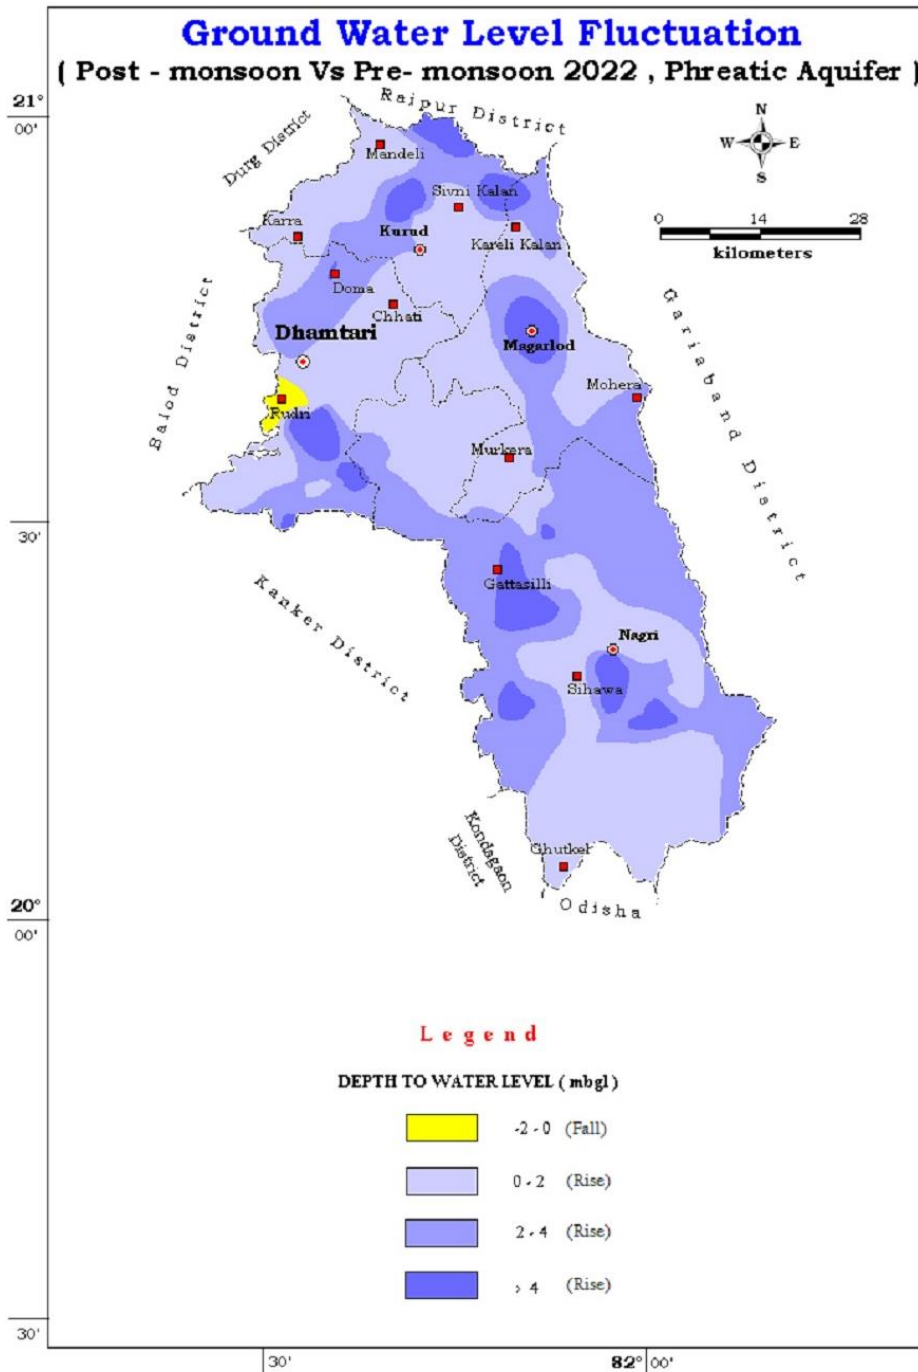 Ground Water Level Fluctuation
( Post - monsoon Vs Pre- monsoon 2022 , Phreatic Aquifer )
21°
00'
Raipur District
Durg District
N
W E
S
Mandeli
Sivni Kalan
Karra
Kurud
Kareli Kalan
0 14 28
kilometers
Doma
Chhati
Dhamtari
Magarlod
Balod District
Gariaband District
Mohera
Rudri
Murkera
30'
Gattasilli
Kanker District
Nagri
Sihawa
Kondagaon
District
Ghutkel
Odisha
20°
00'
Legend
DEPTH TO WATER LEVEL ( mbgl )
-2 - 0 (Fall)
0 - 2 (Rise)
2 - 4 (Rise)
> 4 (Rise)
30'
30' 82° 00'